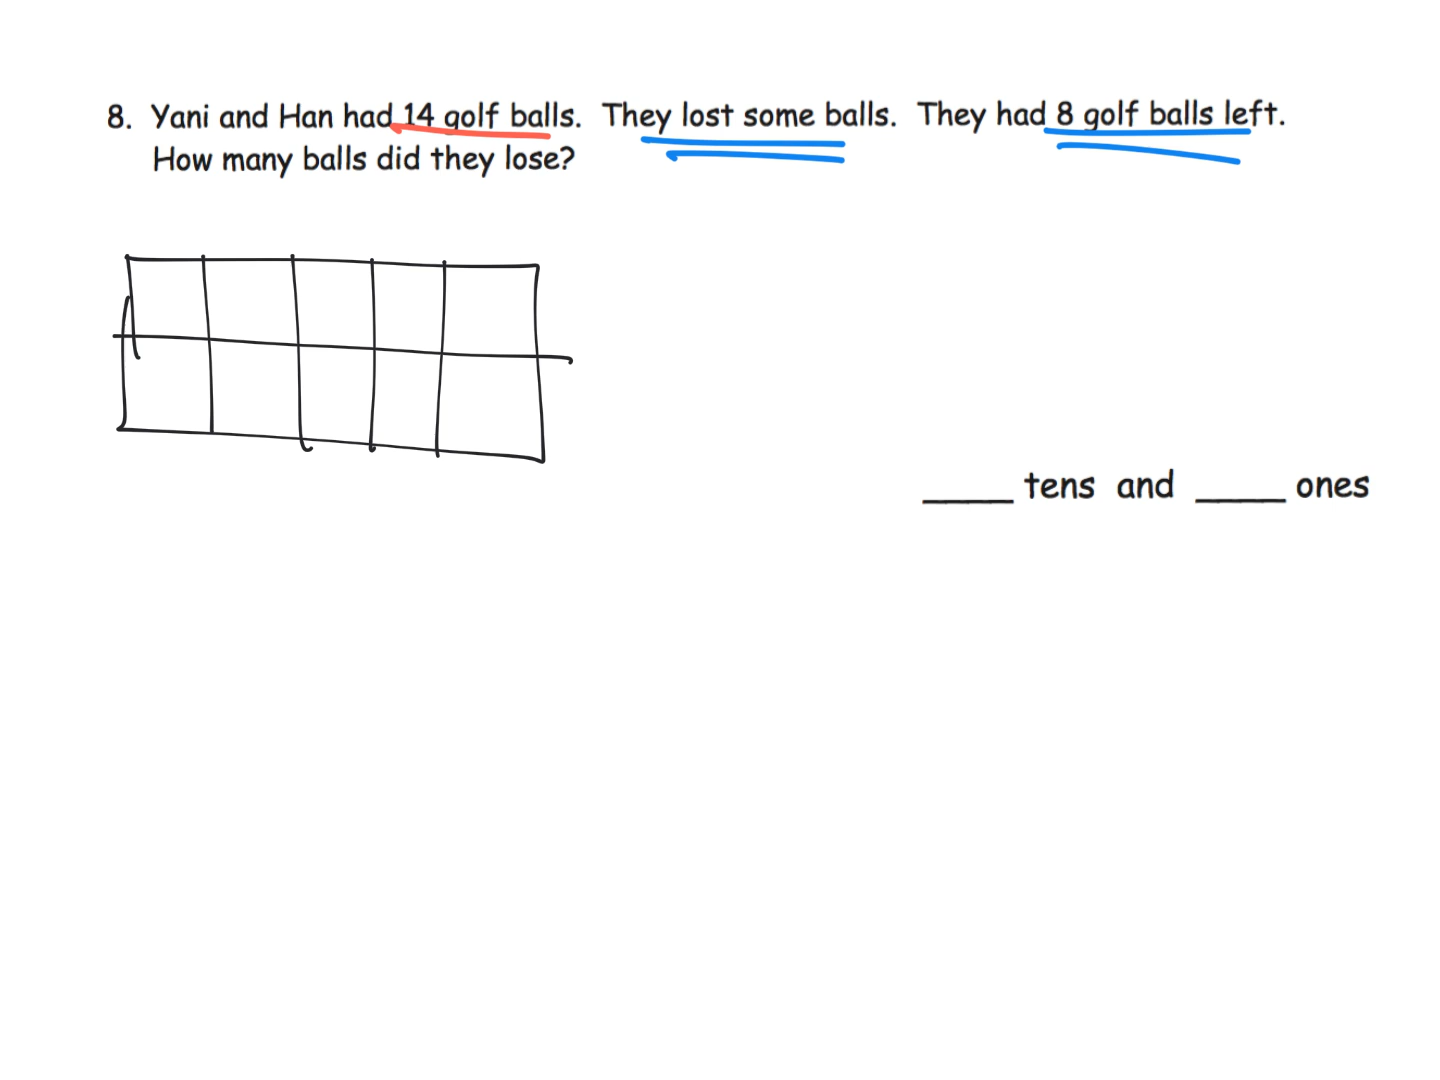 8. Yani and Han had 14 golf balls. They lost some balls. They had 8 golf balls left.
How many balls did they lose?
_____ tens and _____ ones